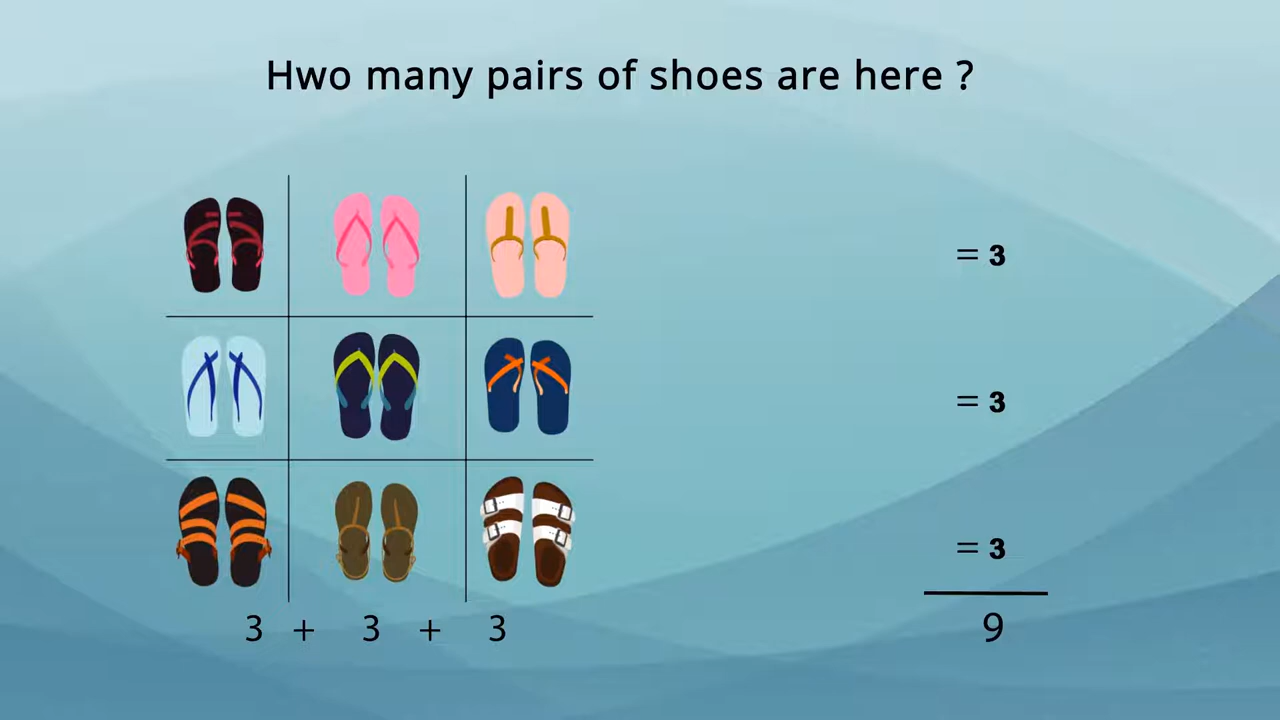 Hwo many pairs of shoes are here ?
= 3
= 3
= 3
3 + 3 + 3
9